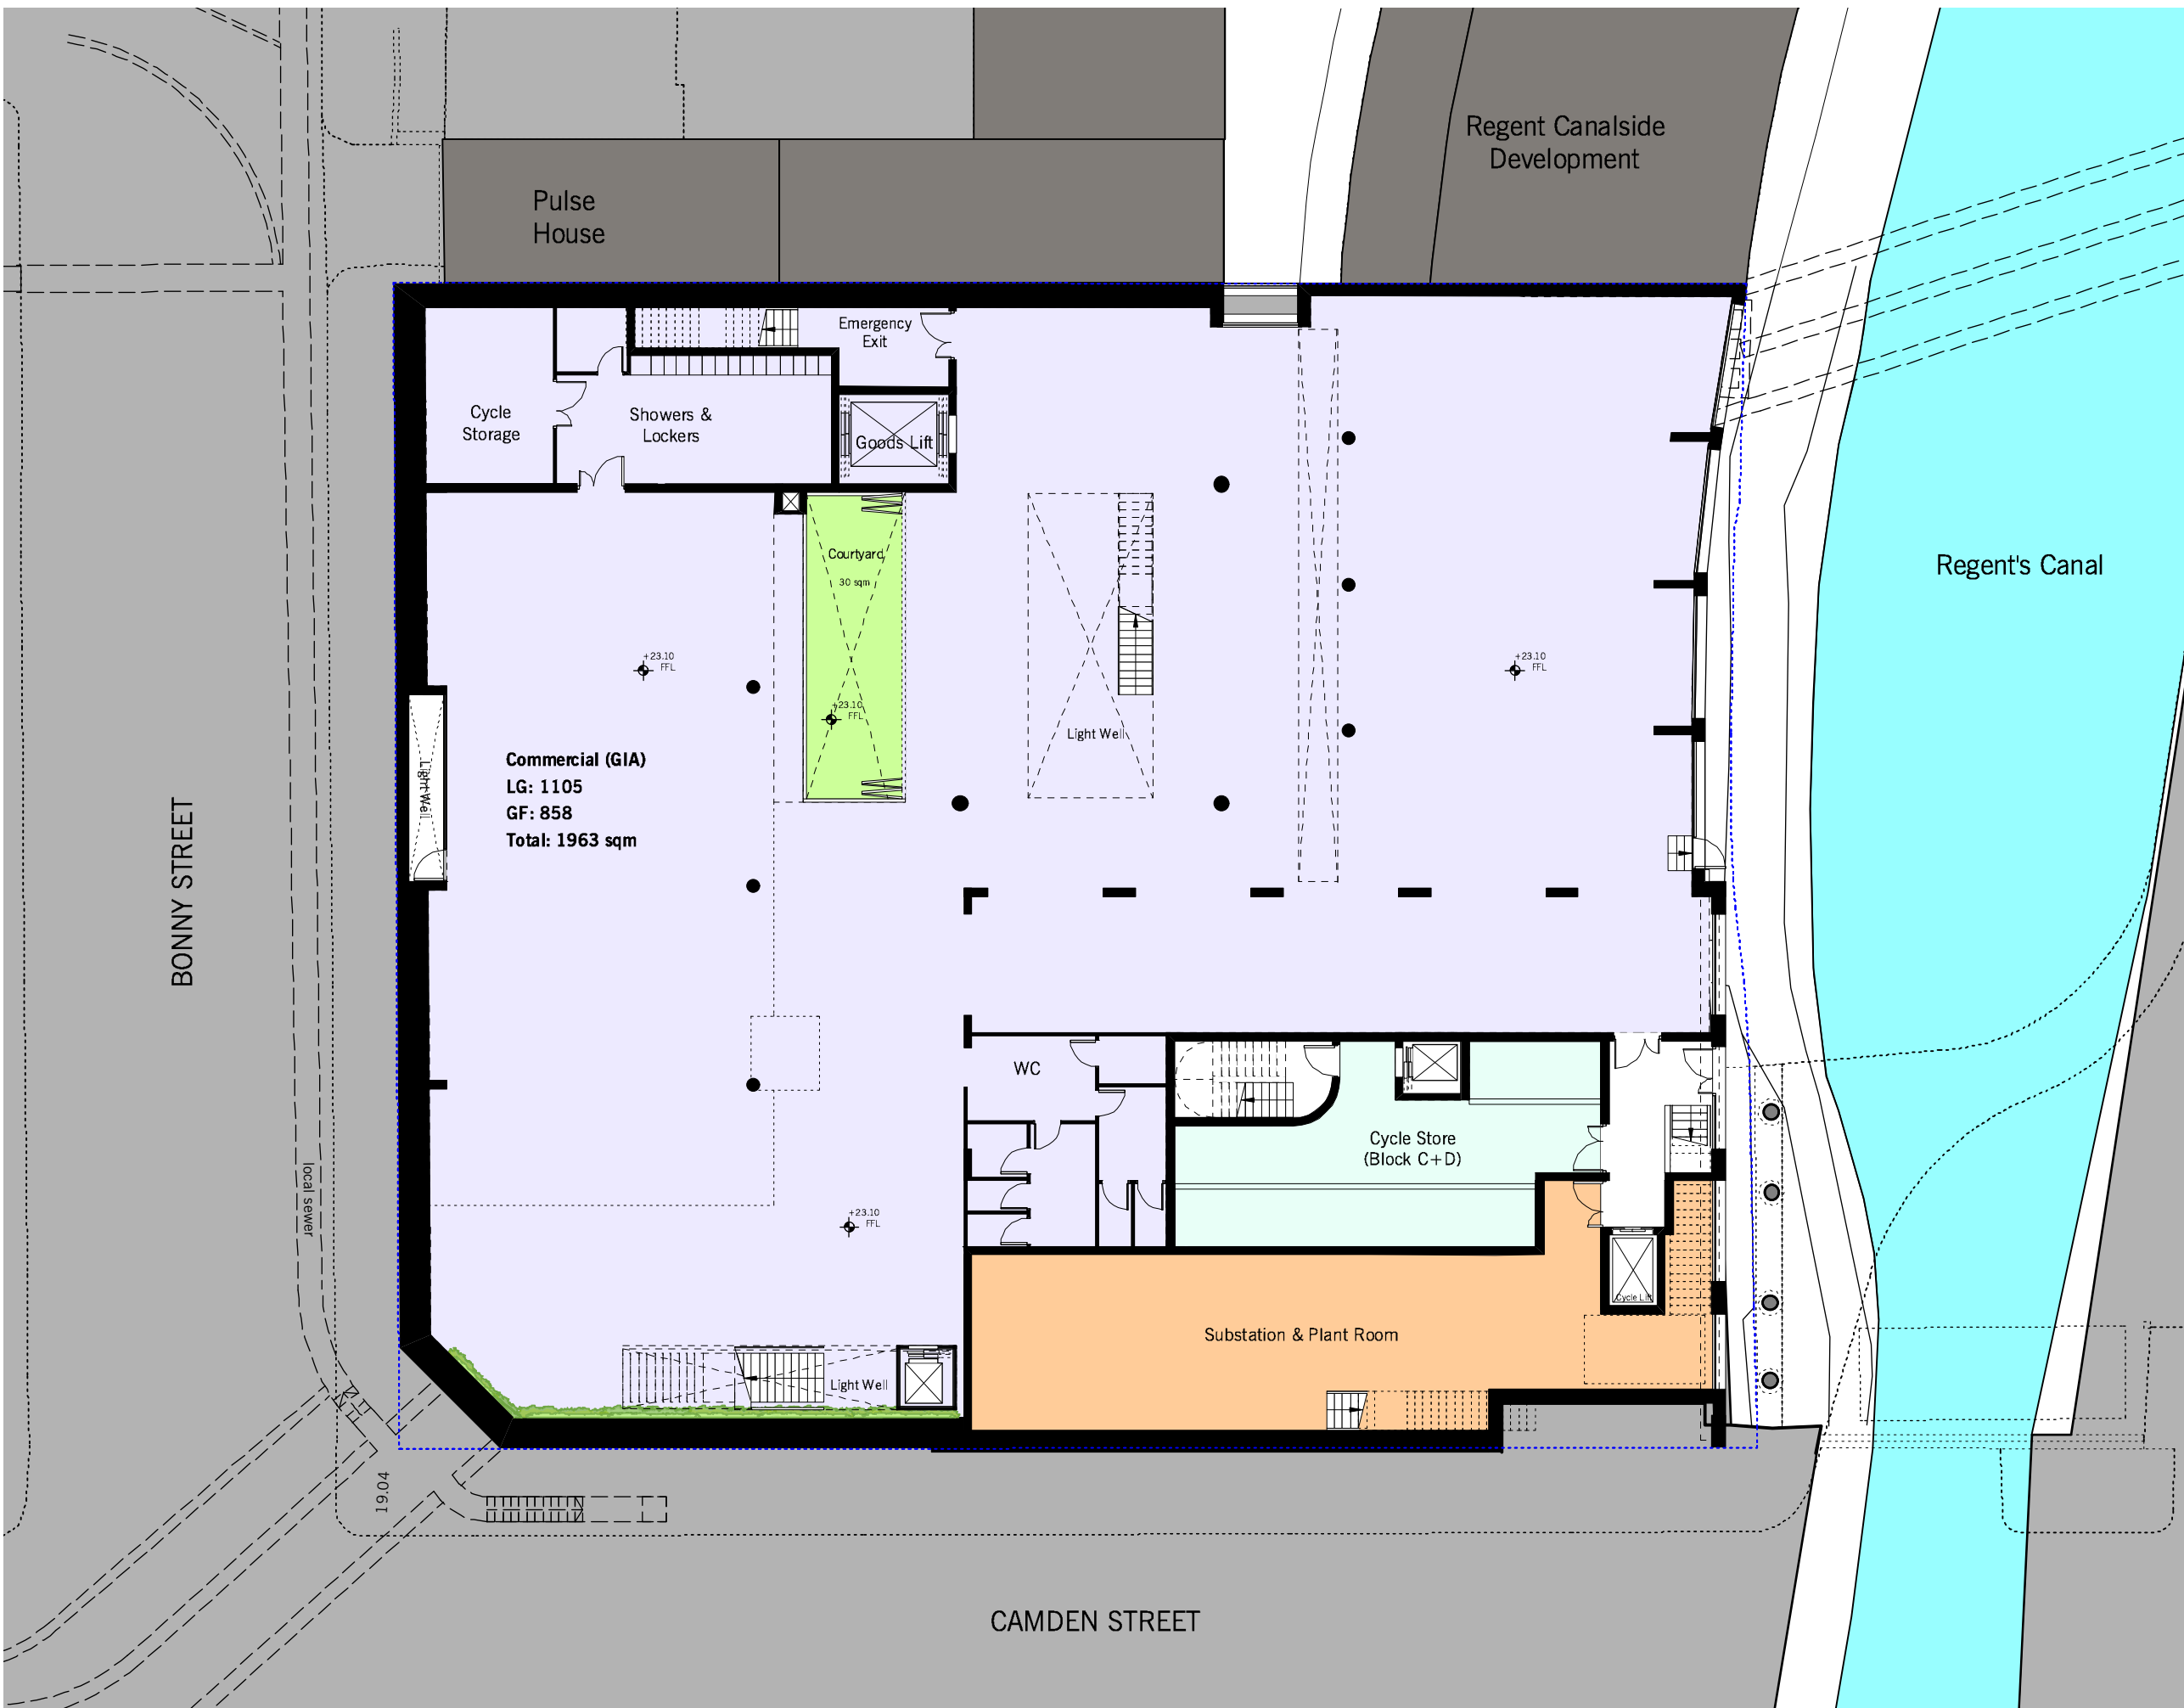 Regent Canalside
Development
Pulse
House
Emergency
Exit
Cycle
Storage
Showers &
Lockers
Goods Lift
Courtyard
30 sqm
Regent's Canal
+23.10
FFL
+23.10
FFL
+23.10
FFL
Light Well
Light Well
Commercial (GIA)
LG: 1105
GF: 858
Total: 1963 sqm
BONNY STREET
WC
Cycle Store
(Block C+D)
local sewer
+23.10
FFL
Cycle Lift
Substation & Plant Room
Light Well
19.04
CAMDEN STREET